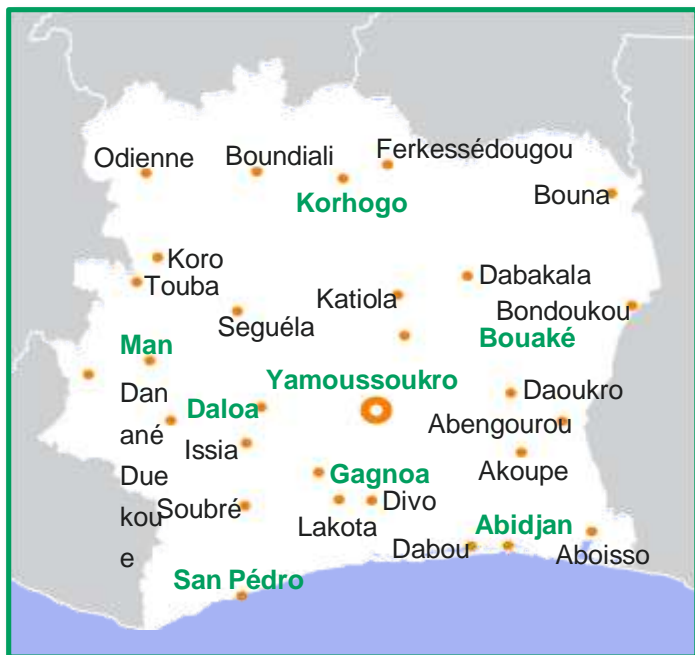 Odienne
Boundiali
Ferkessédougou
Korhogo
Bouna
Koro
Touba
Dabakala
Katiola
Bondoukou
Seguéla
Man
Bouaké
Yamoussoukro
Dan
ané
Daloa
Daoukro
Abengourou
Issia
Akoupe
Due
kou
e
Gagnoa
Soubré
Lakota
Divo
Abidjan
Dabou
Aboisso
San Pédro